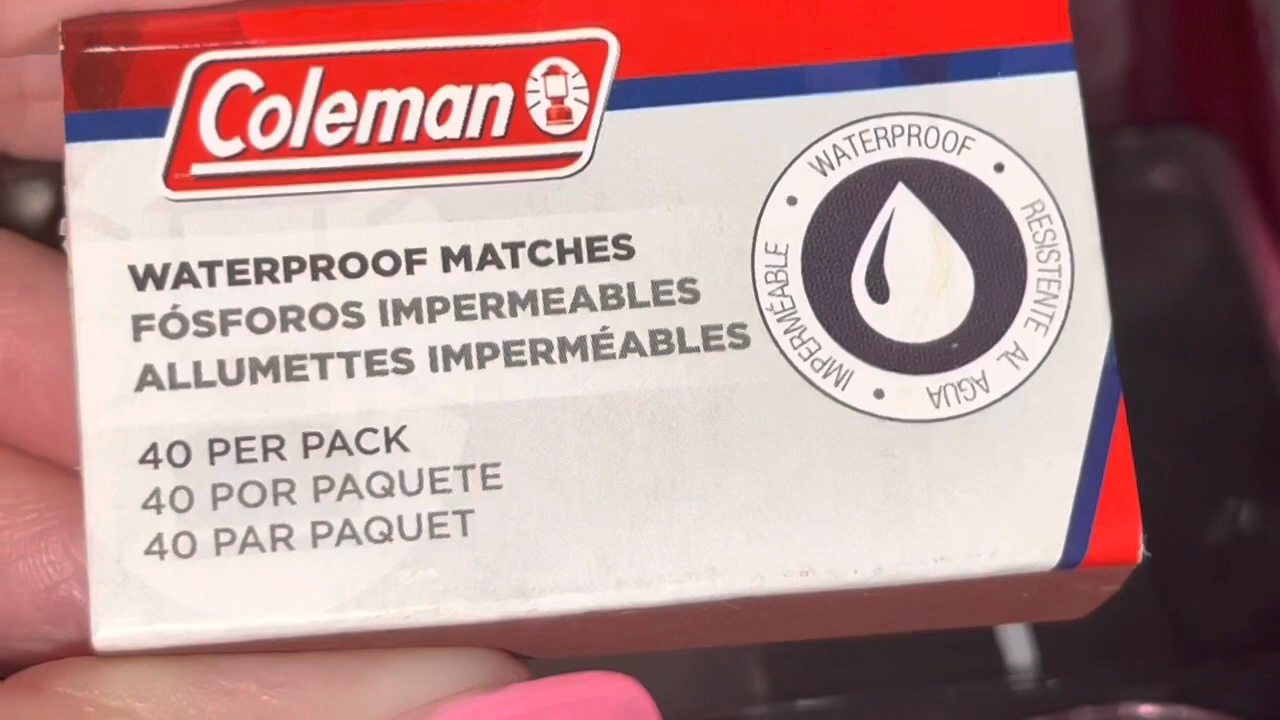 Coleman
WATERPROOF MATCHES
FÓSFOROS IMPERMEABLES
ALLUMETTES IMPERMÉABLES
40 PER PACK
40 POR PAQUETE
40 PAR PAQUET
WATERPROOF • RESISTENTE AL AGUA • IMPERMÉABLE •